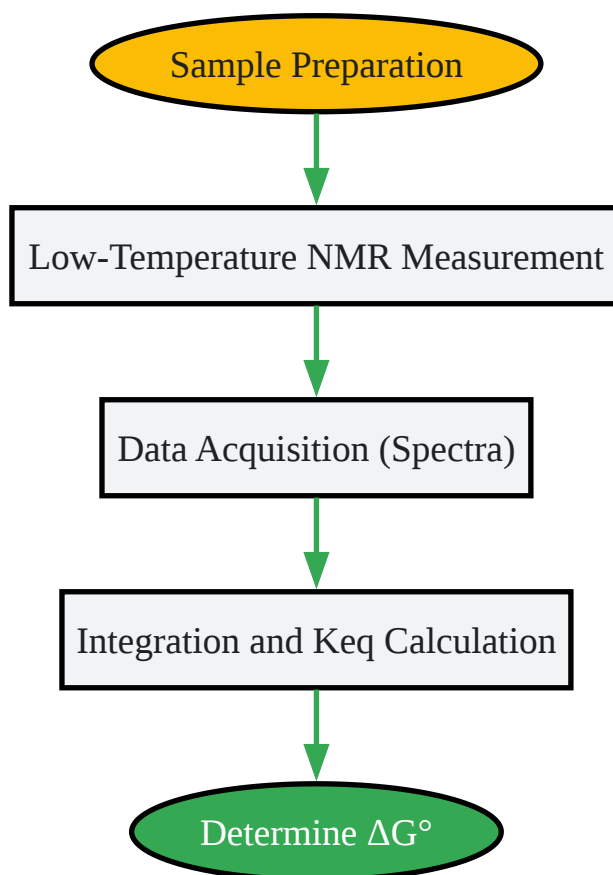 Sample Preparation
Low-Temperature NMR Measurement
Data Acquisition (Spectra)
Integration and Keq Calculation
Determine ΔG°